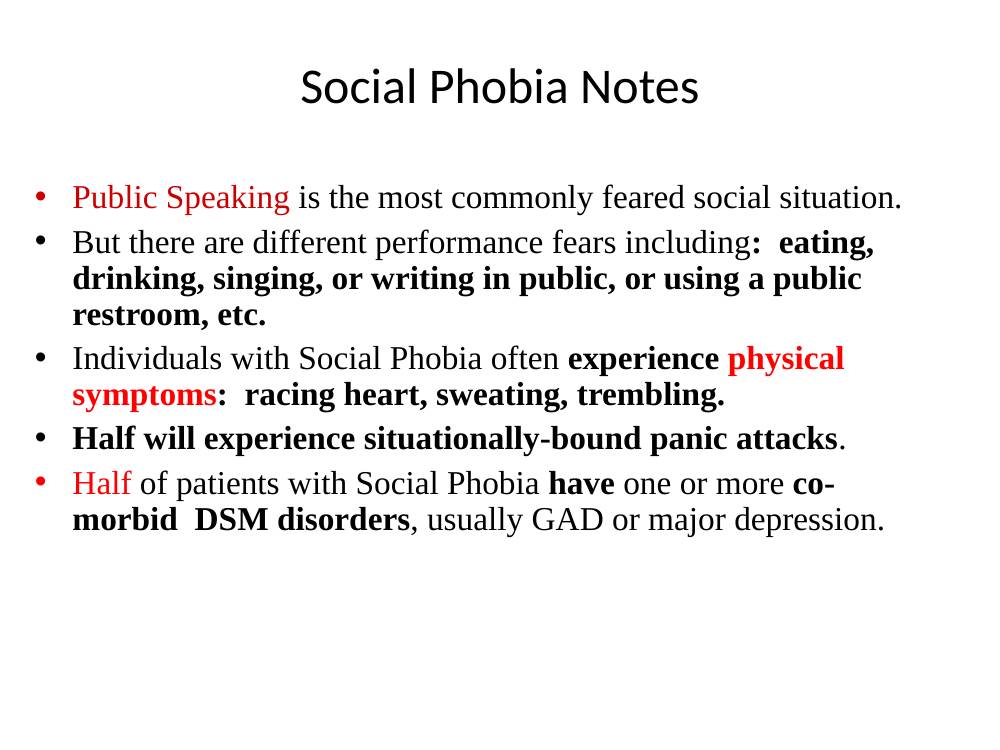 Social Phobia Notes
• Public Speaking is the most commonly feared social situation.
• But there are different performance fears including:  eating,
drinking, singing, or writing in public, or using a public
restroom, etc.
• Individuals with Social Phobia often experience physical
symptoms:  racing heart, sweating, trembling.
• Half will experience situationally-bound panic attacks.
• Half of patients with Social Phobia have one or more co-
morbid  DSM disorders, usually GAD or major depression.